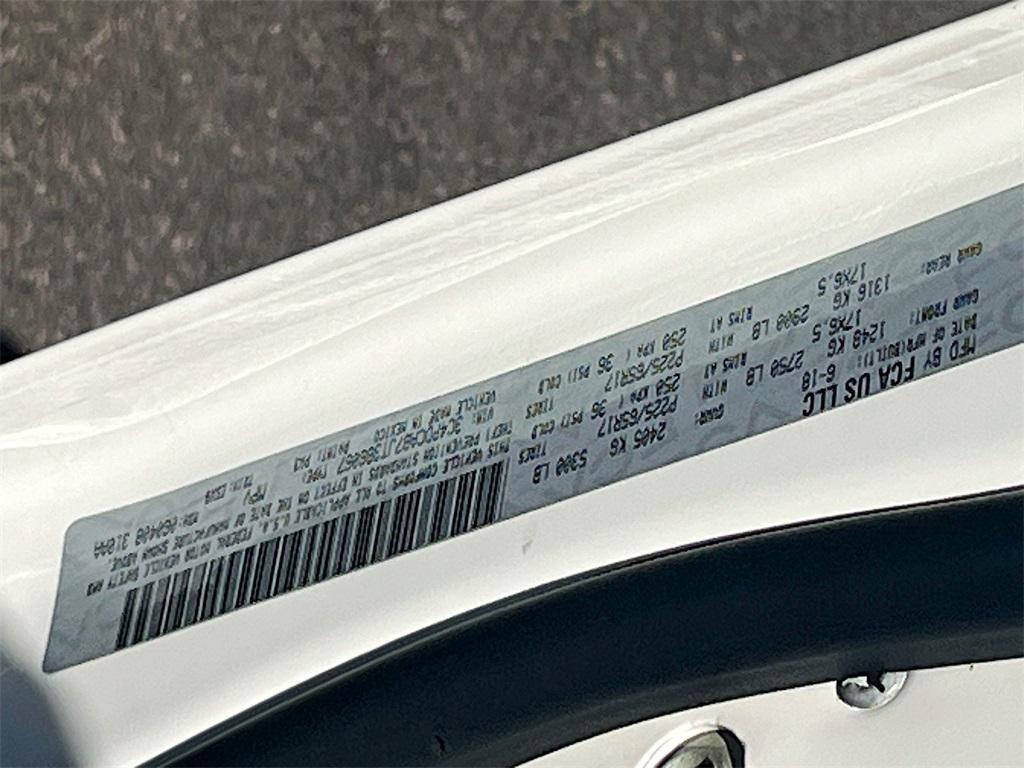 MFD BY FCA US LLC
DATE OF MFR(BUILT): 6-18
GVWR: 2405 KG 5300 LB
GAWR FRONT: 1248 KG 2750 LB
WITH TIRES P225/65R17
RIMS AT 17X6.5 250 KPA ( 36 PSI) COLD
GAWR REAR: 1316 KG 2900 LB
WITH TIRES P225/65R17
RIMS AT 17X6.5 250 KPA ( 36 PSI) COLD
THIS VEHICLE CONFORMS TO ALL APPLICABLE U.S.A. FEDERAL MOTOR VEHICLE SAFETY AND
THEFT PREVENTION STANDARDS IN EFFECT ON THE DATE OF MANUFACTURE SHOWN ABOVE.
VIN: TYPE: MPV
VEHICLE MADE IN MEXICO PAINT: PW3 TRIM: